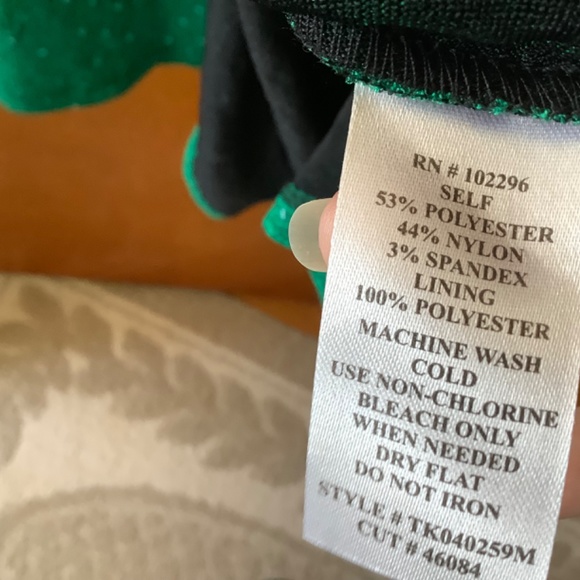 RN # 102296
SELF
53% POLYESTER
44% NYLON
3% SPANDEX
LINING
100% POLYESTER
MACHINE WASH
COLD
USE NON-CHLORINE
BLEACH ONLY
WHEN NEEDED
DRY FLAT
DO NOT IRON
STYLE # TK040259M
CUT # 46084